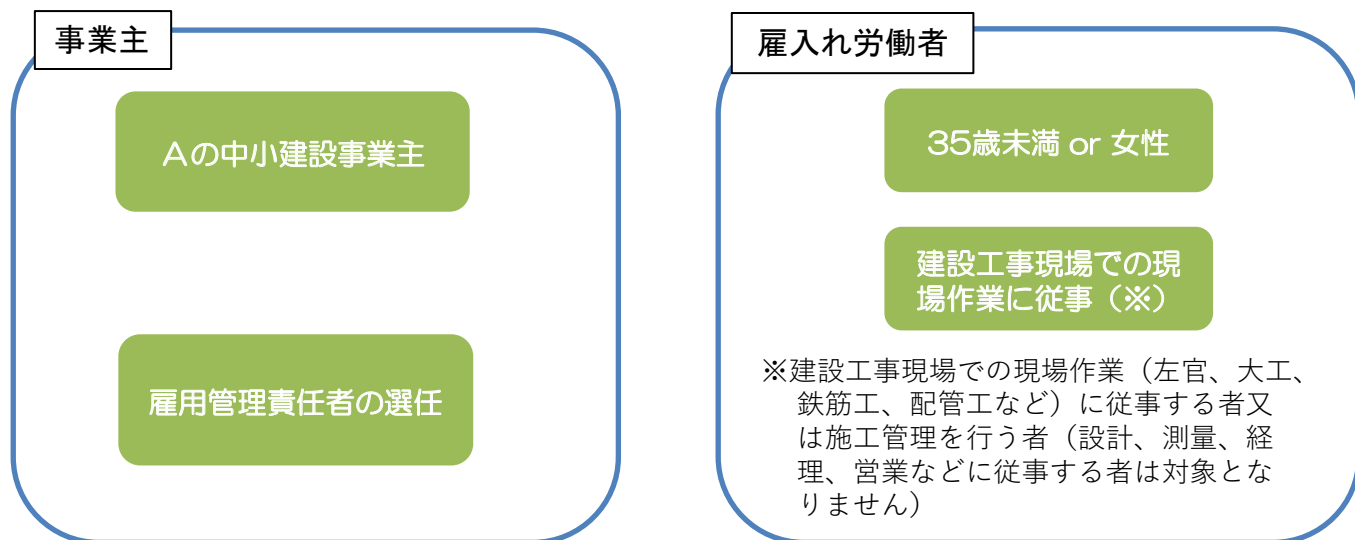 事業主
Aの中小建設事業主
雇用管理責任者の選任
雇入れ労働者
35歳未満 or 女性
建設工事現場での現
場作業に従事（※）
※建設工事現場での現場作業（左官、大工、
鉄筋工、配管工など）に従事する者又
は施工管理を行う者（設計、測量、経
理、営業などに従事する者は対象とな
りません）